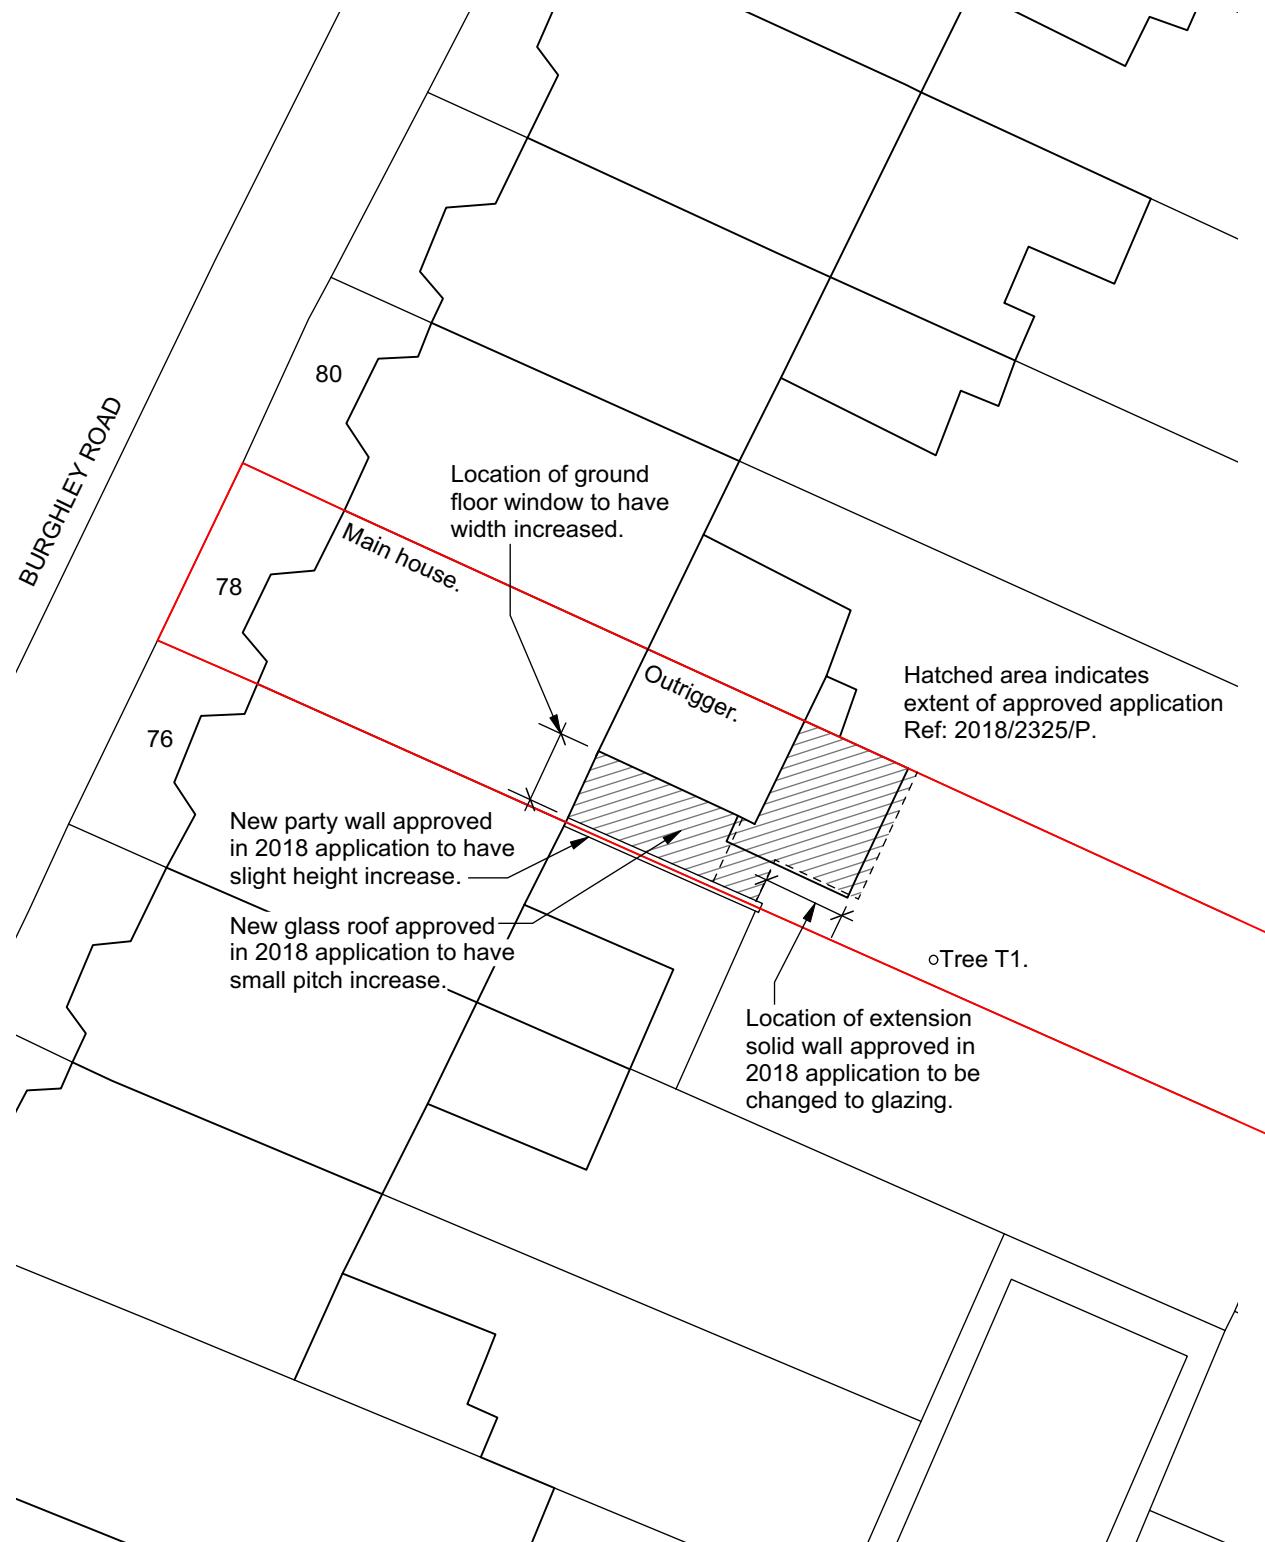 80
BURGHLEY ROAD
Location of ground
floor window to have
width increased.
Main house.
78
Outrigger.
Hatched area indicates
extent of approved application
Ref: 2018/2325/P.
76
New party wall approved
in 2018 application to have
slight height increase.
New glass roof approved
in 2018 application to have
small pitch increase.
Tree T1.
Location of extension
solid wall approved in
2018 application to be
changed to glazing.